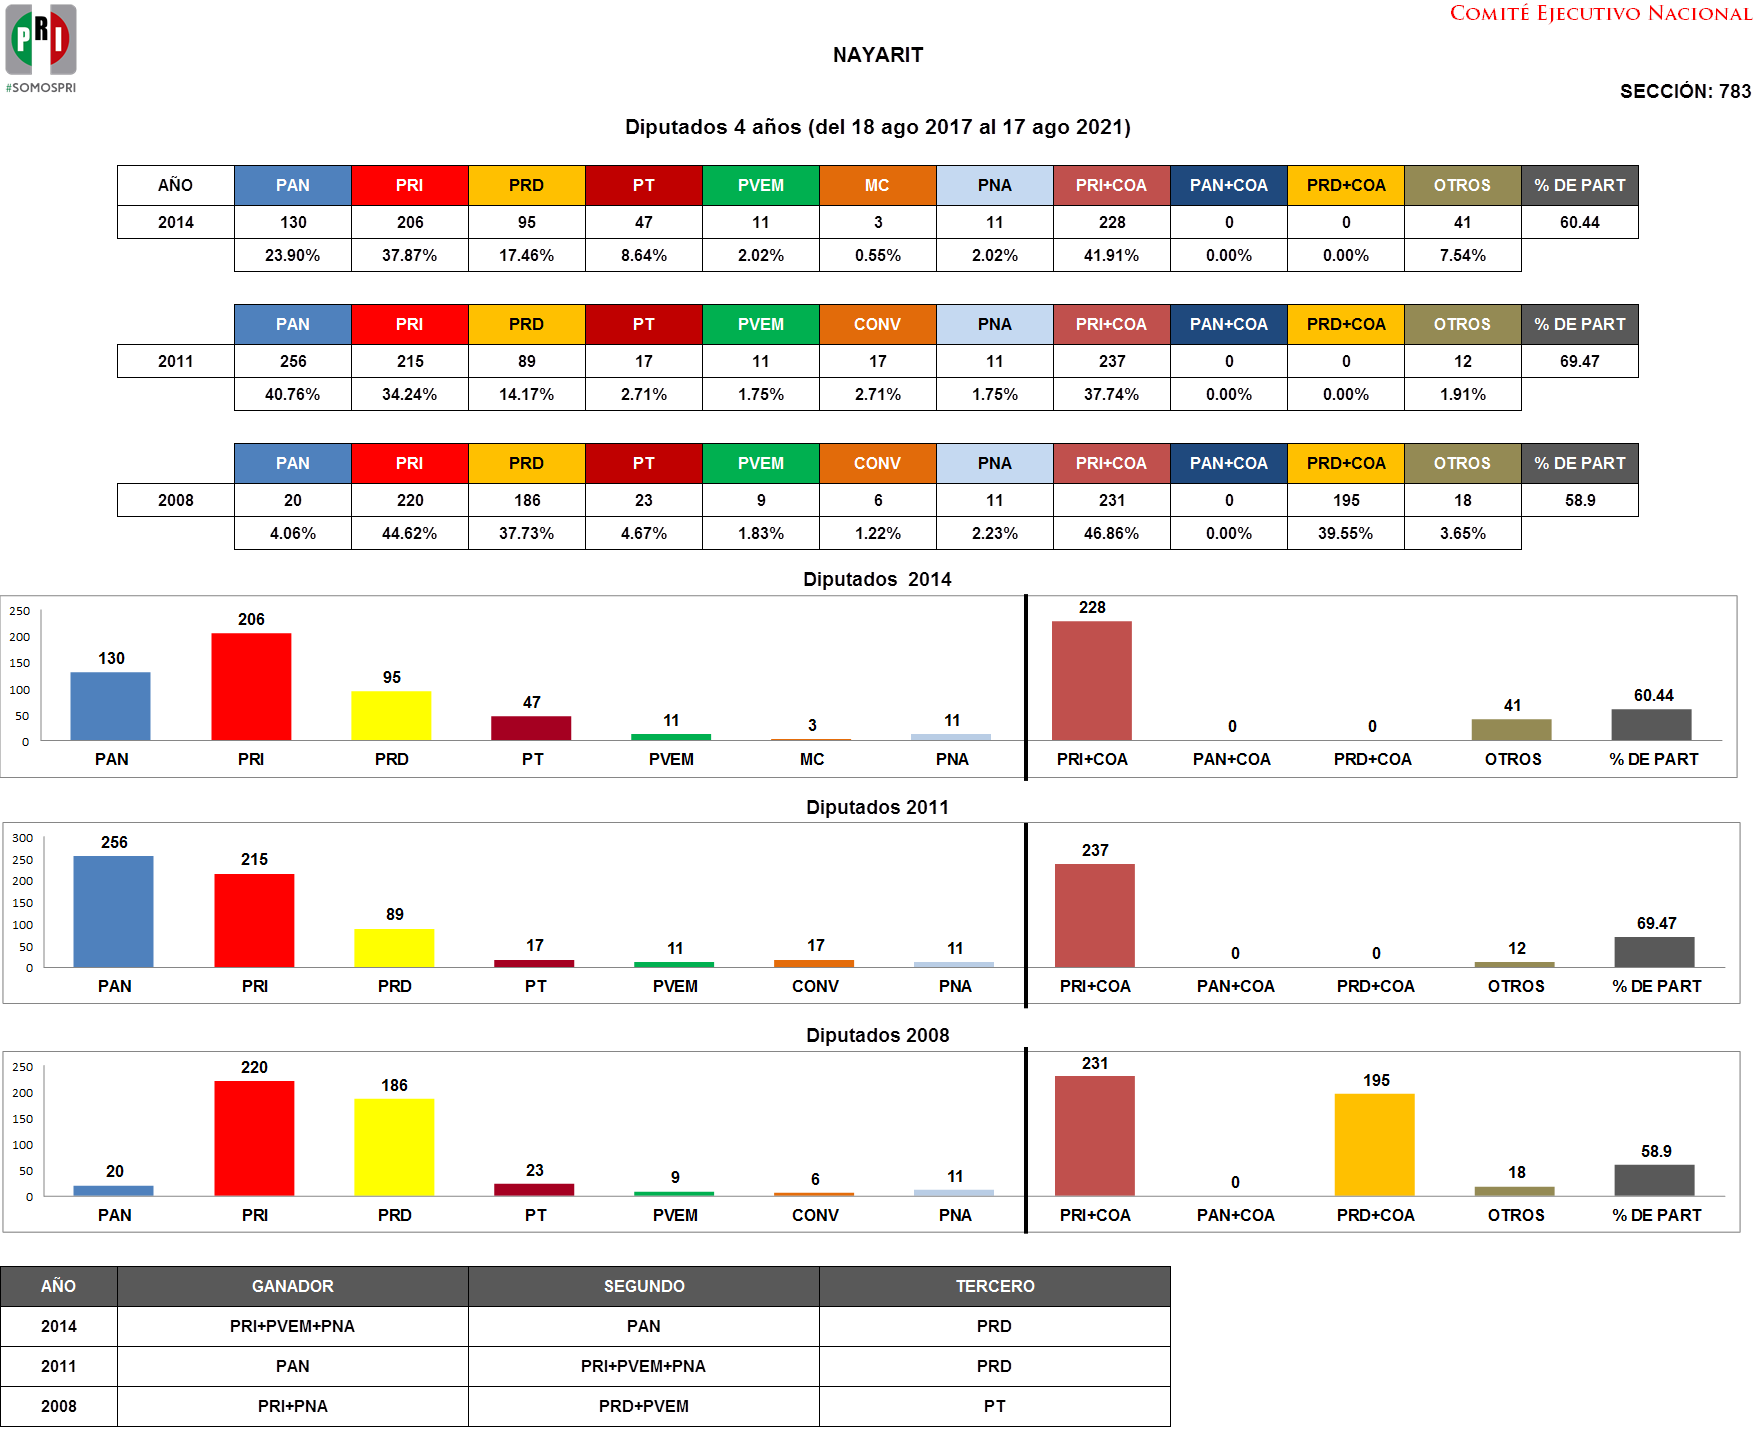 COMITÉ EJECUTIVO NACIONAL
PRI
#SOMOSPRI
NAYARIT
SECCIÓN: 783
Diputados 4 años (del 18 ago 2017 al 17 ago 2021)
AÑO PAN PRI PRD PT PVEM MC PNA PRI+COA PAN+COA PRD+COA OTROS % DE PART
2014 130 206 95 47 11 3 11 228 0 0 41 60.44
23.90% 37.87% 17.46% 8.64% 2.02% 0.55% 2.02% 41.91% 0.00% 0.00% 7.54%
PAN PRI PRD PT PVEM CONV PNA PRI+COA PAN+COA PRD+COA OTROS % DE PART
2011 256 215 89 17 11 17 11 237 0 0 12 69.47
40.76% 34.24% 14.17% 2.71% 1.75% 2.71% 1.75% 37.74% 0.00% 0.00% 1.91%
PAN PRI PRD PT PVEM CONV PNA PRI+COA PAN+COA PRD+COA OTROS % DE PART
2008 20 220 186 23 9 6 11 231 0 195 18 58.9
4.06% 44.62% 37.73% 4.67% 1.83% 1.22% 2.23% 46.86% 0.00% 39.55% 3.65%
Diputados 2014
250
200
150
100
50
0
130 206 95 47 11 3 11 228 0 0 41 60.44
PAN PRI PRD PT PVEM MC PNA PRI+COA PAN+COA PRD+COA OTROS % DE PART
Diputados 2011
300
250
200
150
100
50
0
256 215 89 17 11 17 11 237 0 0 12 69.47
PAN PRI PRD PT PVEM CONV PNA PRI+COA PAN+COA PRD+COA OTROS % DE PART
Diputados 2008
250
200
150
100
50
0
20 220 186 23 9 6 11 231 0 195 18 58.9
PAN PRI PRD PT PVEM CONV PNA PRI+COA PAN+COA PRD+COA OTROS % DE PART
AÑO GANADOR SEGUNDO TERCERO
2014 PRI+PVEM+PNA PAN PRD
2011 PAN PRI+PVEM+PNA PRD
2008 PRI+PNA PRD+PVEM PT